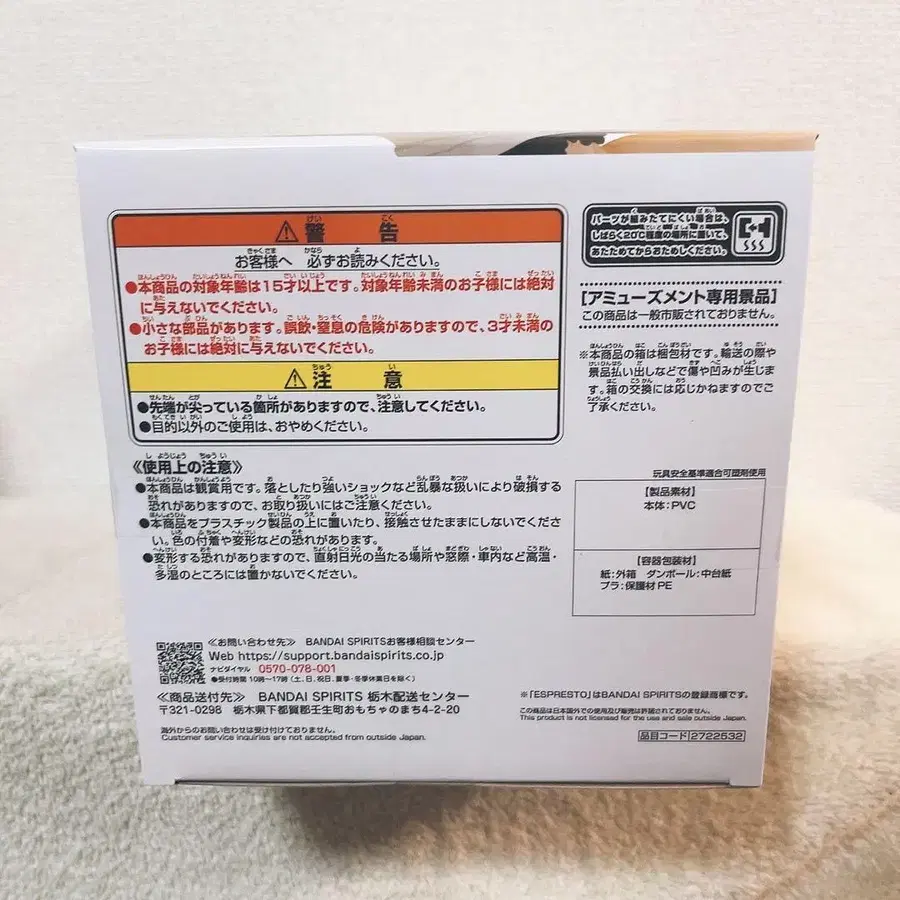 ⚠警告
お客様へ 必ずお読みください。
●本商品の対象年齢は15才以上です。対象年齢未満のお子様には絶対
に与えないでください。
●小さな部品があります。誤飲・窒息の危険がありますので、3才未満の
お子様には絶対に与えないでください。
⚠注意
●先端が尖っている箇所がありますので、注意してください。
●目的以外のご使用は、おやめください。
《使用上の注意》
●本商品は観賞用です。落としたり強いショックなど乱暴な扱いにより破損する
恐れがありますので、お取り扱いにはご注意ください。
●本商品をプラスチック製品の上に置いたり、接触させたままにしないでくださ
い。色の付着や変形などの恐れがあります。
●変形する恐れがありますので、直射日光の当たる場所や窓際・車内など高温・
多湿のところには置かないでください。
パーツが組みたてにくい場合は、
しばらく20℃程度の場所に置いて、
あたためてからおためしください。
【アミューズメント専用景品】
この商品は一般市販されておりません。
※本商品の箱は梱包材です。輸送の際や
景品払い出しなどで傷や凹みが生じま
す。箱の交換には応じかねますのでご
了承ください。
玩具安全基準適合可塑剤使用
【製品素材】
本体:PVC
【容器包装材】
紙:外箱 ダンボール:中台紙
プラ:保護材PE
≪お問い合わせ先≫ BANDAI SPIRITSお客様相談センター
Web https://support.bandaispirits.co.jp
ナビダイヤル 0570-078-001
●受付時間 10時〜17時(土、日、祝日、夏季・冬季休業日を除く)
≪商品送付先≫ BANDAI SPIRITS 栃木配送センター
〒321-0298 栃木県下都賀郡壬生町おもちゃのまち4-2-20
海外からのお問い合わせは受け付けておりません。
Customer service inquiries are not accepted from outside Japan.
※「ESPRESTO」はBANDAI SPIRITSの登録商標です。
この商品は日本国外での使用及び販売は許諾されておりません。
This product is not licensed for the use and sale outside Japan.
品目コード 2722532